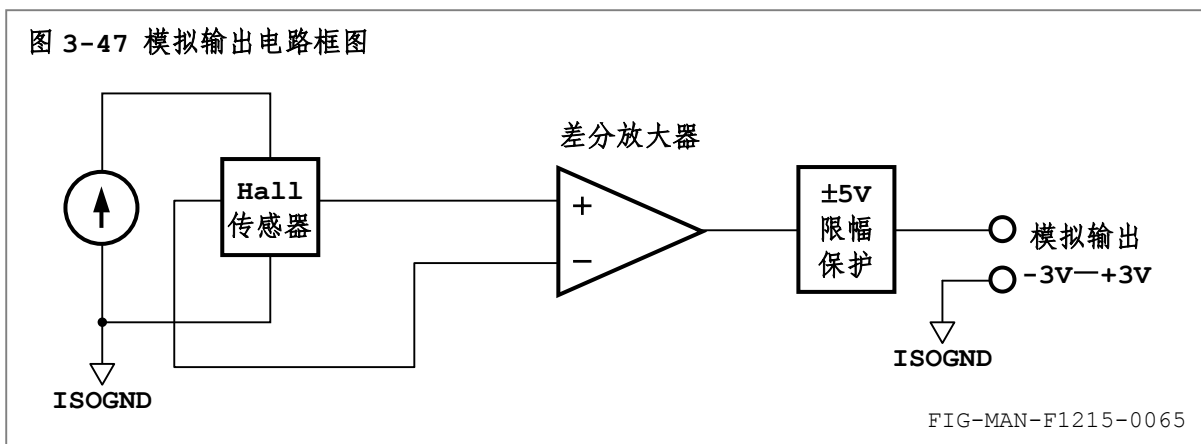 图 3-47 模拟输出电路框图
差分放大器
Hall
传感器
+
−
±5V
限幅
保护
模拟输出
-3V—+3V
ISOGND
ISOGND
FIG-MAN-F1215-0065